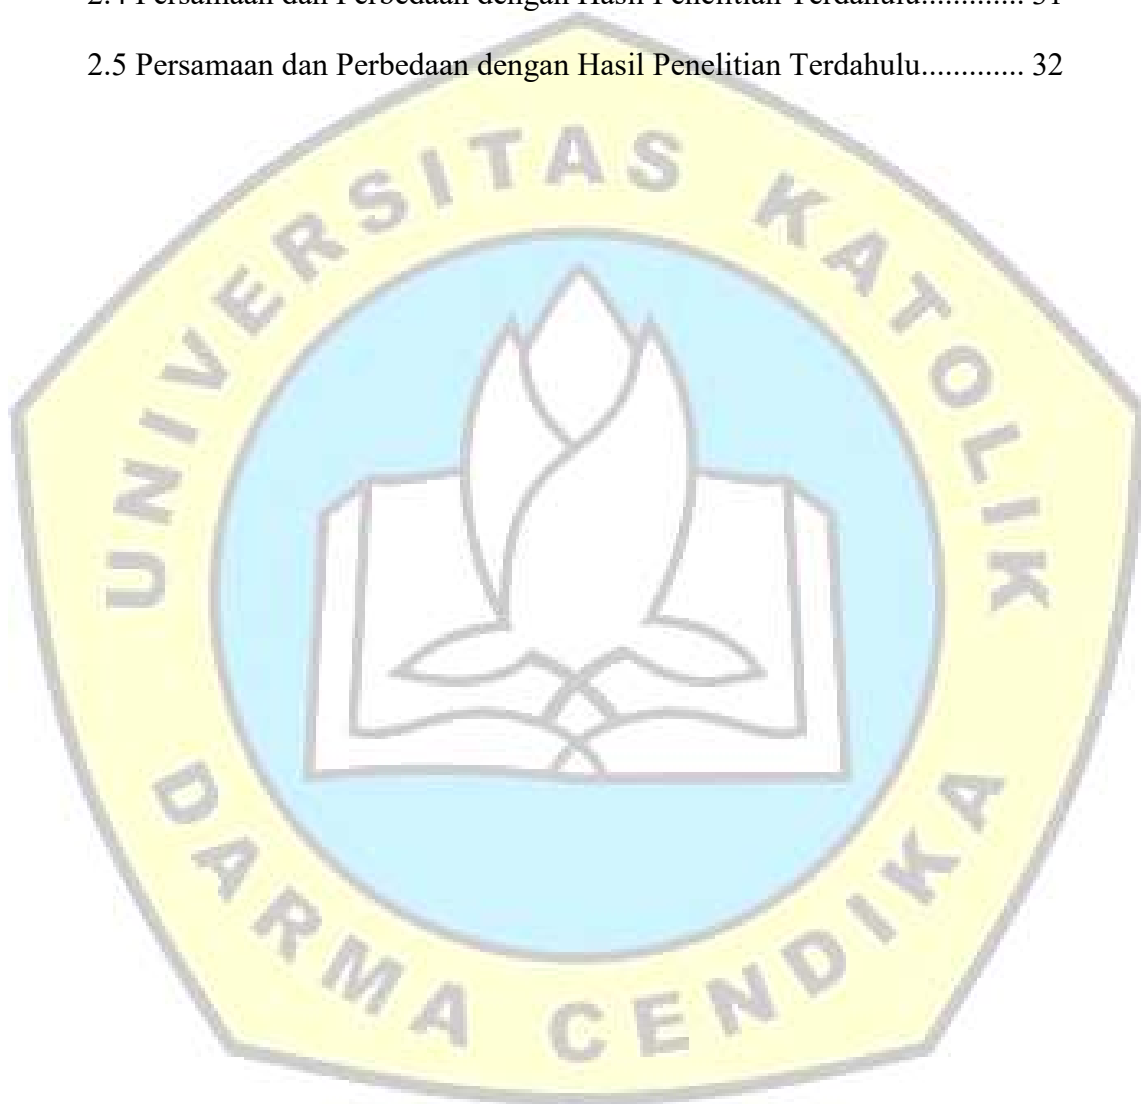 2.4 Persamaan dan Perbedaan dengan Hasil Penelitian Terdahulu............. 31
2.5 Persamaan dan Perbedaan dengan Hasil Penelitian Terdahulu............. 32
UNIVERSITAS KATOLIK
DARMA CENDIKA